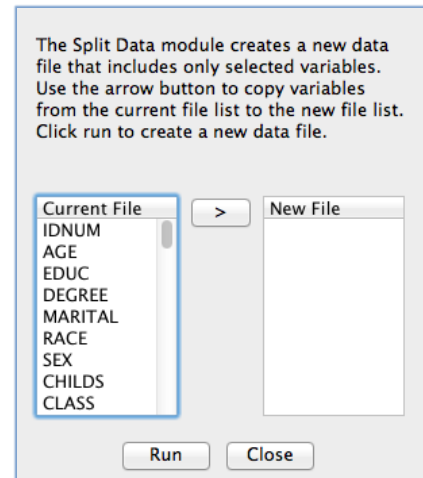 The Split Data module creates a new data
file that includes only selected variables.
Use the arrow button to copy variables
from the current file list to the new file list.
Click run to create a new data file.
Current File
>
New File
IDNUM
AGE
EDUC
DEGREE
MARITAL
RACE
SEX
CHILDS
CLASS
Run
Close